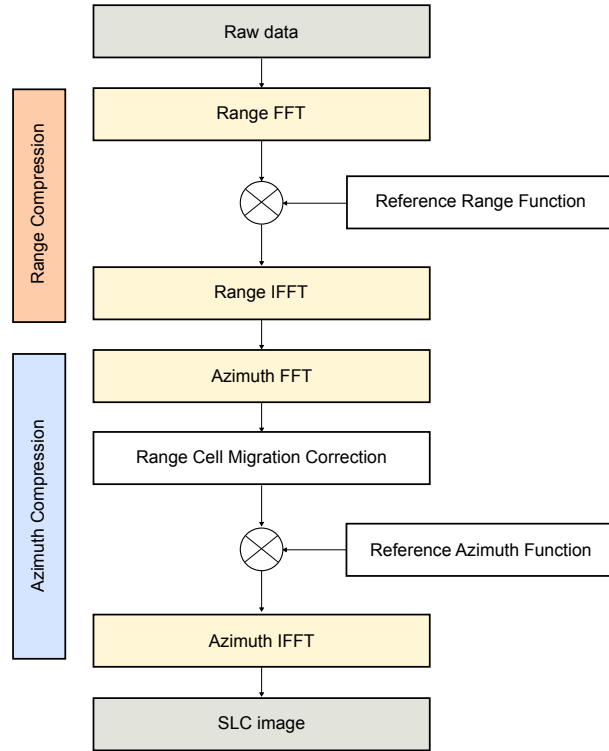 Raw data
Range Compression
Range FFT
Reference Range Function
Range IFFT
Azimuth Compression
Azimuth FFT
Range Cell Migration Correction
Reference Azimuth Function
Azimuth IFFT
SLC image